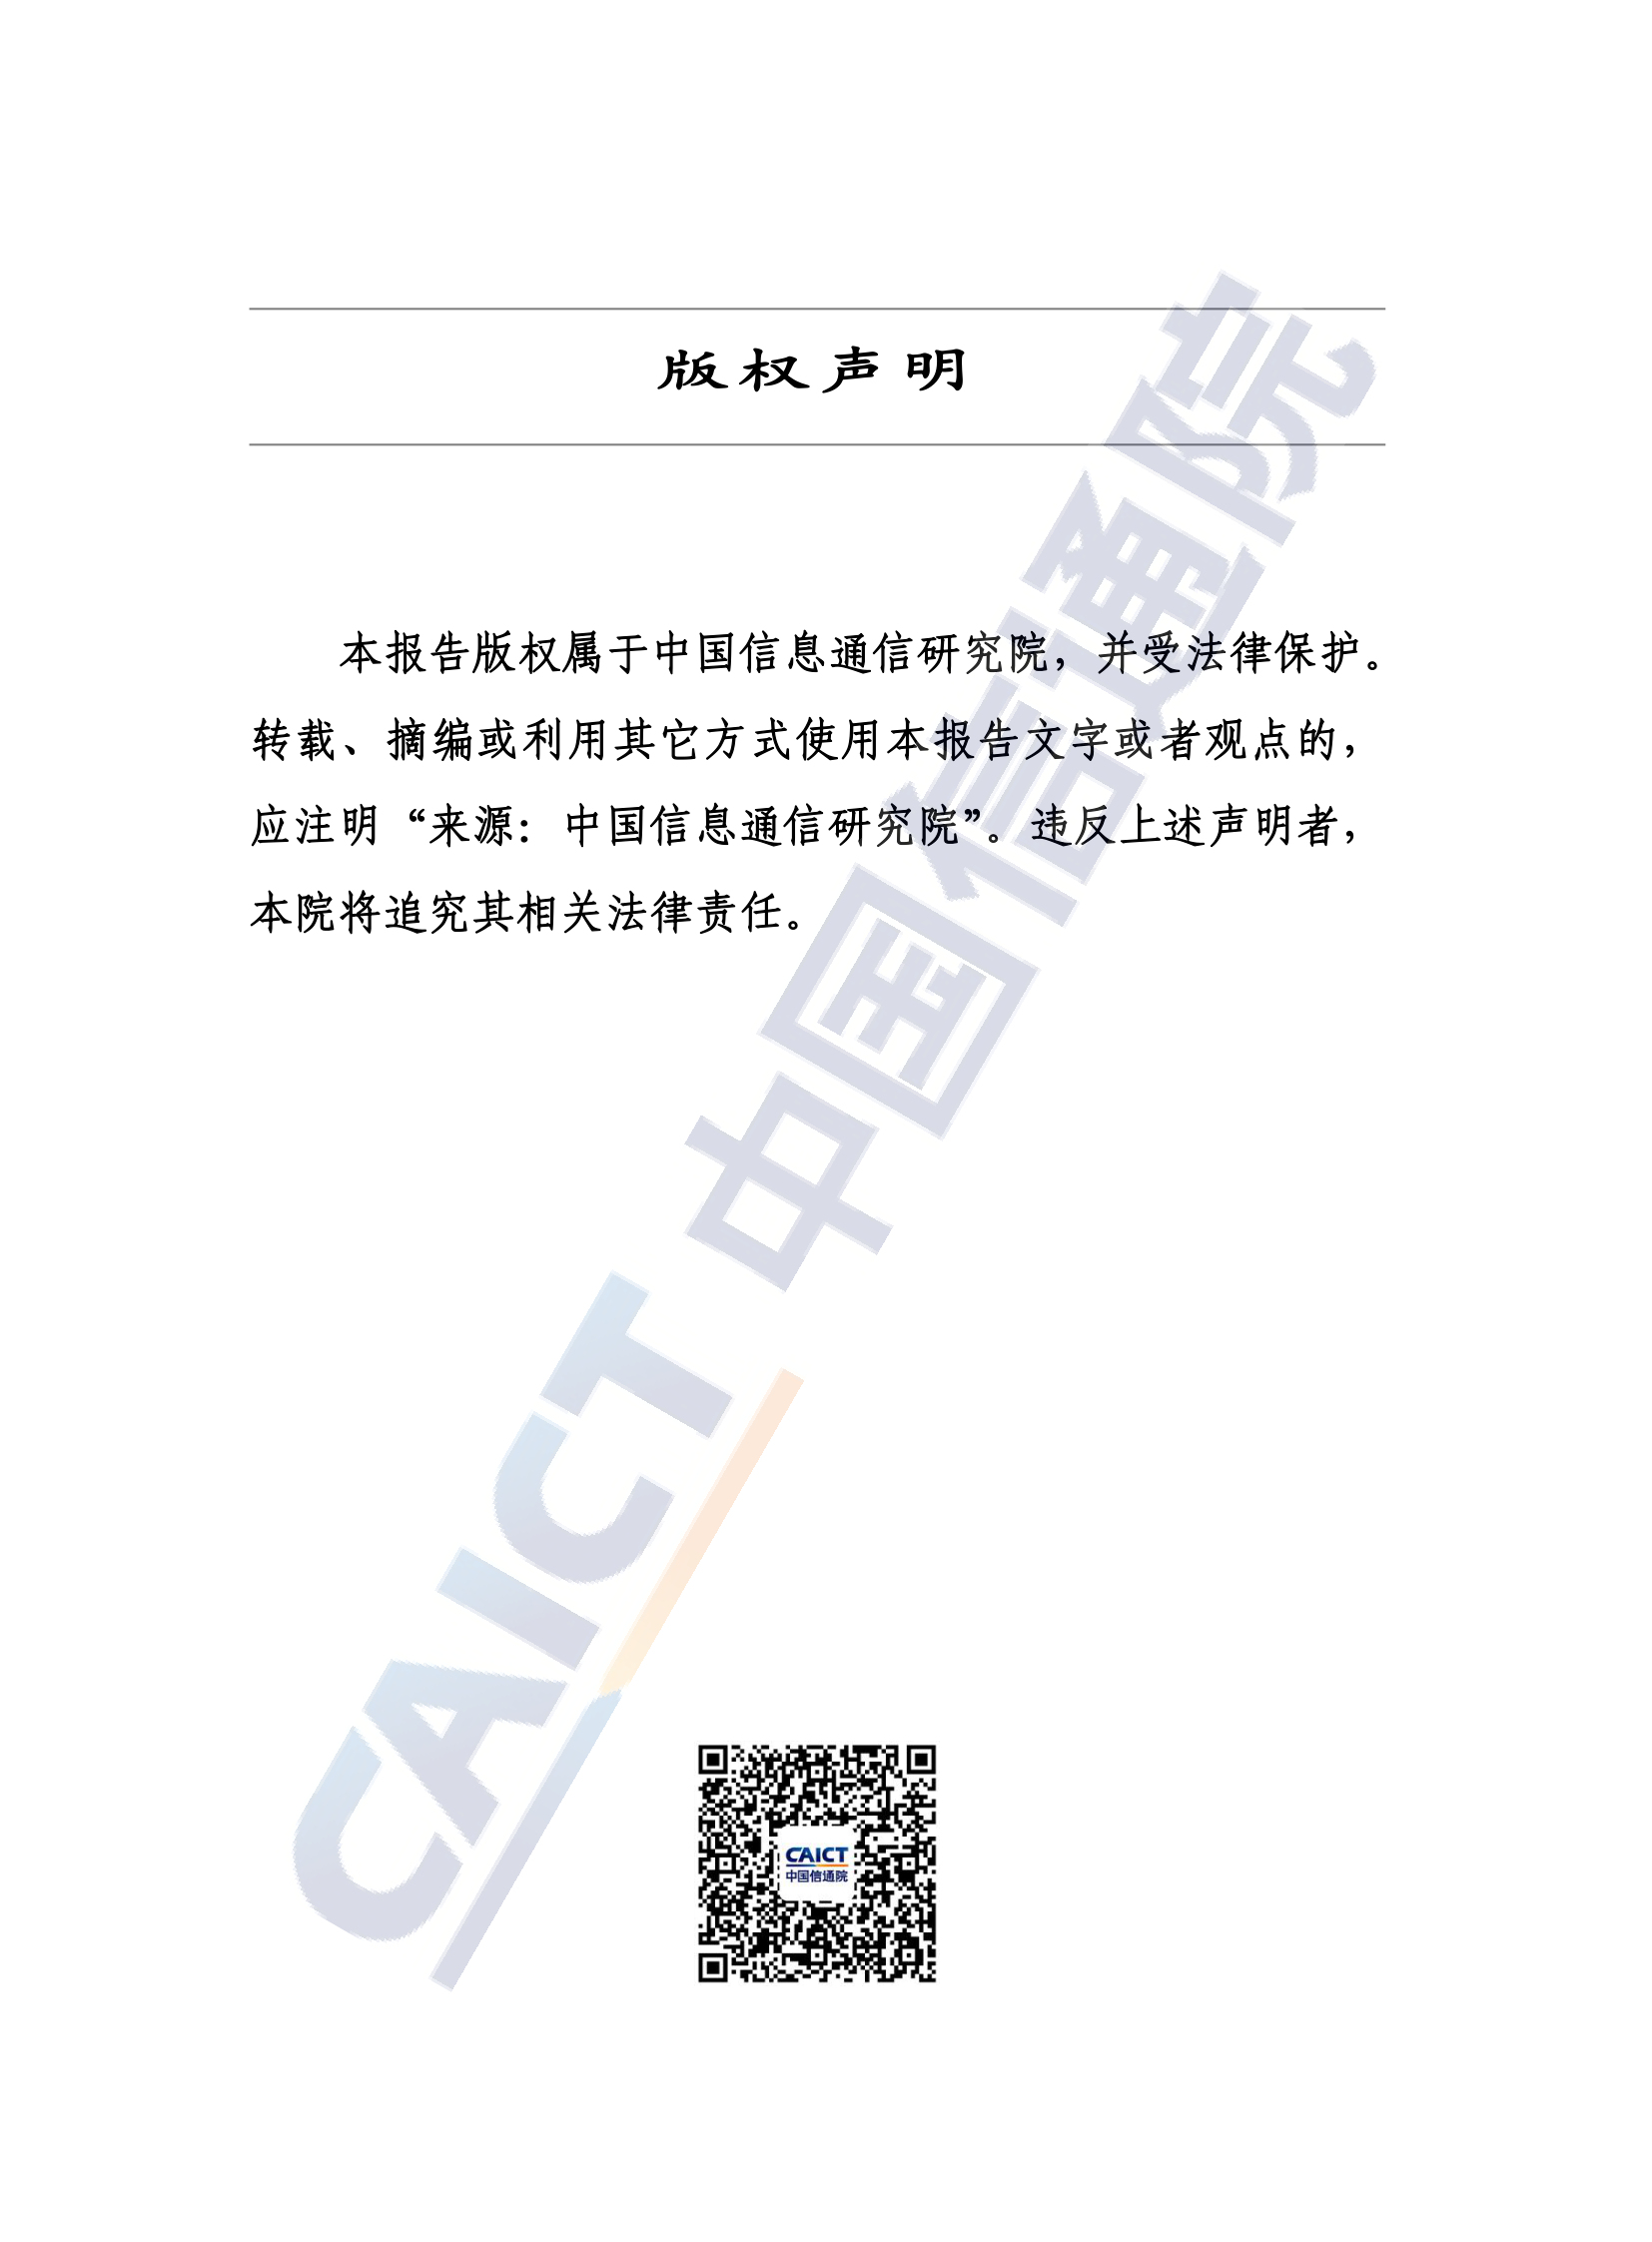 版权声明
本报告版权属于中国信息通信研究院，并受法律保护。
转载、摘编或利用其它方式使用本报告文字或者观点的，
应注明“来源：中国信息通信研究院”。违反上述声明者，
本院将追究其相关法律责任。
CAICT 中国信通院
CAICT
中国信通院